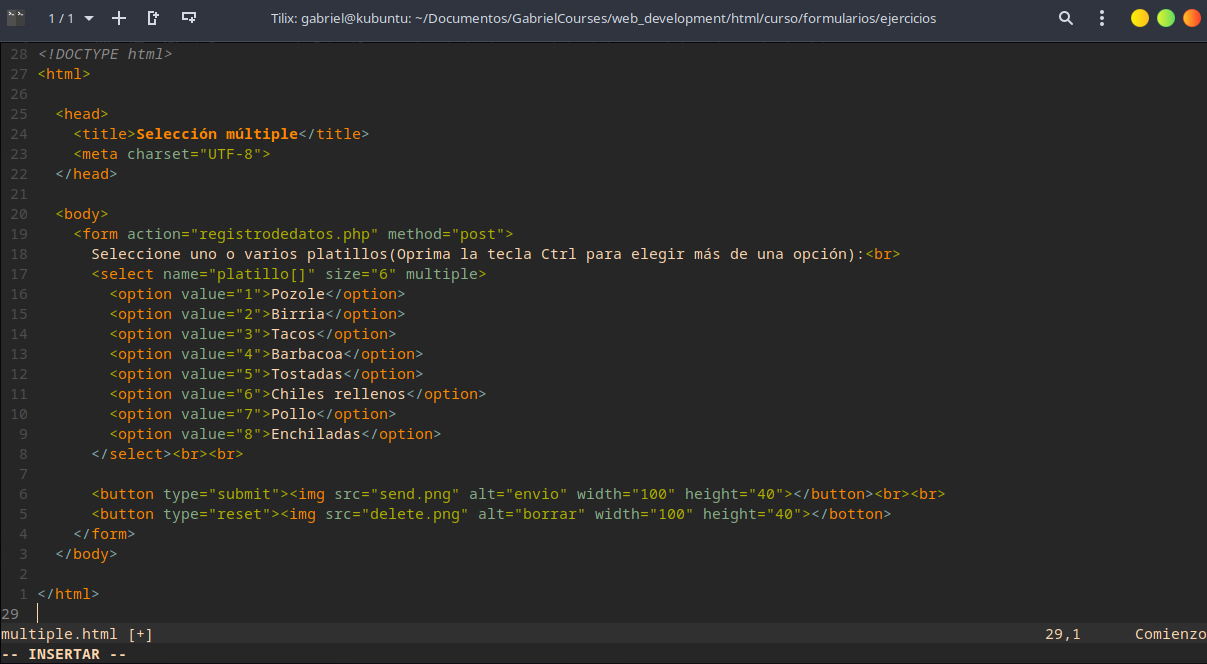 1 / 1 Tilix: gabriel@kubuntu: ~/Documentos/GabrielCourses/web_development/html/curso/formularios/ejercicios
28 <!DOCTYPE html>
27 <html>
26
25 <head>
24 <title>Selección múltiple</title>
23 <meta charset="UTF-8">
22 </head>
21
20 <body>
19 <form action="registrodedatos.php" method="post">
18 Seleccione uno o varios platillos(Oprima la tecla Ctrl para elegir más de una opción):<br>
17 <select name="platillo[]" size="6" multiple>
16 <option value="1">Pozole</option>
15 <option value="2">Birria</option>
14 <option value="3">Tacos</option>
13 <option value="4">Barbacoa</option>
12 <option value="5">Tostadas</option>
11 <option value="6">Chiles rellenos</option>
10 <option value="7">Pollo</option>
9 <option value="8">Enchiladas</option>
8 </select><br><br>
7
6 <button type="submit"><img src="send.png" alt="envio" width="100" height="40"></button><br><br>
5 <button type="reset"><img src="delete.png" alt="borrar" width="100" height="40"></botton>
4 </form>
3 </body>
2
1 </html>
29
multiple.html [+] 29,1 Comienzo
-- INSERTAR --